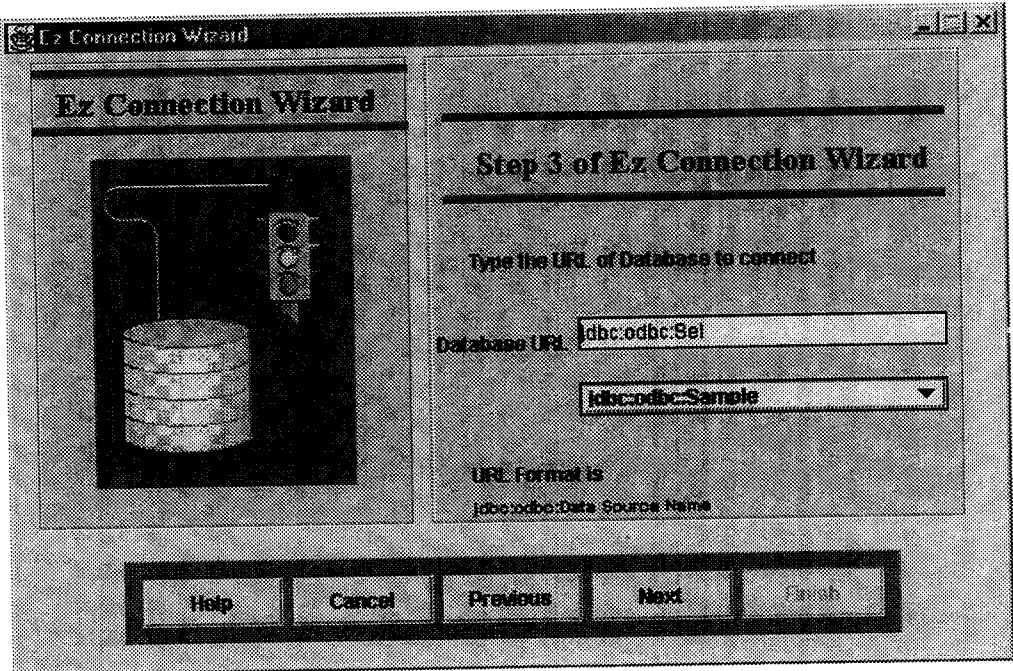 Ez Connection Wizard
Ez Connection Wizard
Step 3 of Ez Connection Wizard
Type the URL of Database to connect
Database URL
jdbc:odbc:Sel
jdbc:odbc:Sample
URL Format is
jdbc:odbc:Data Source Name
Help
Cancel
Previous
Next
Finish